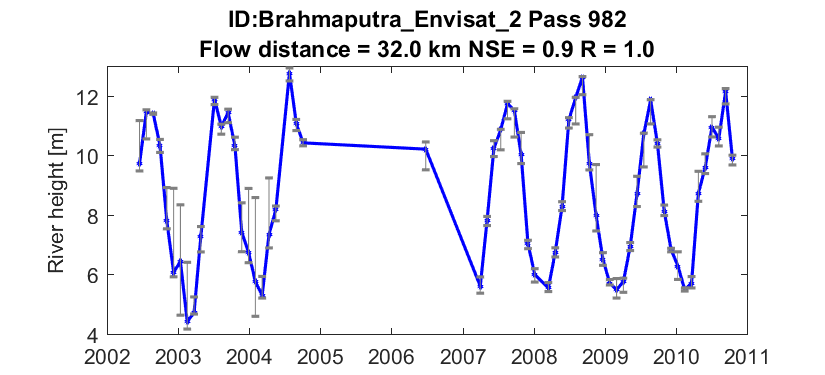 ID:Brahmaputra_Envisat_2 Pass 982
Flow distance = 32.0 km NSE = 0.9 R = 1.0
River height [m]
12
10
8
6
4
2002 2003 2004 2005 2006 2007 2008 2009 2010 2011